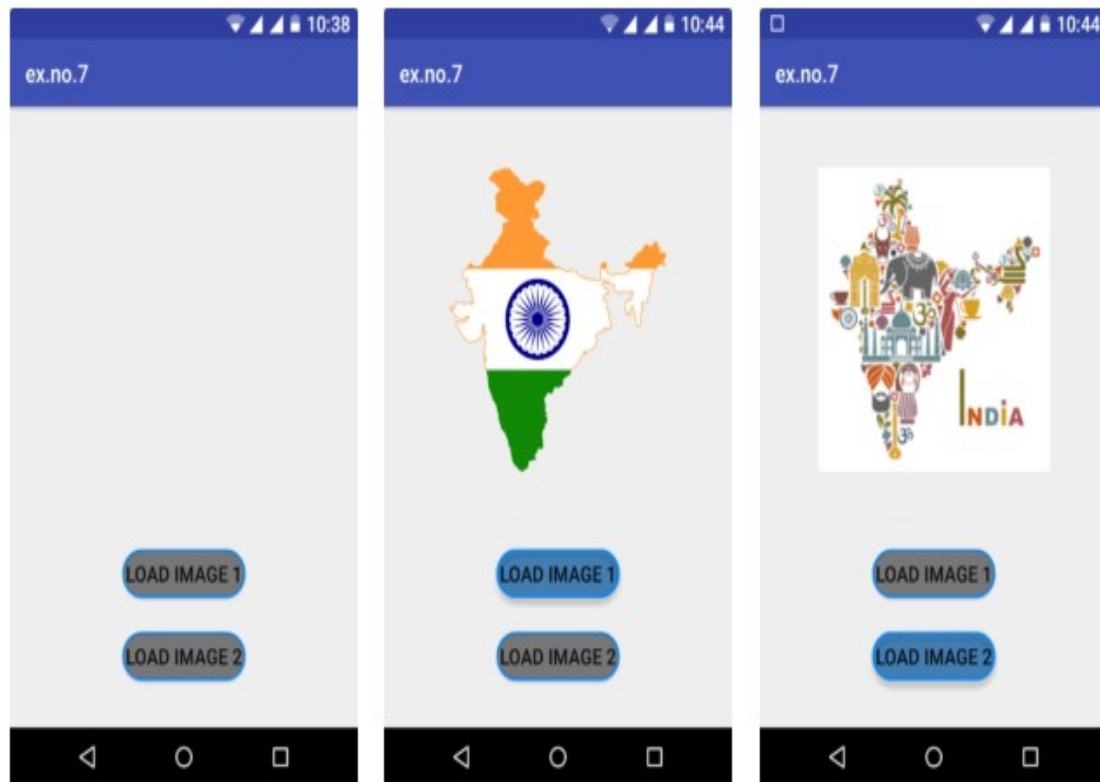 10:38
ex.no.7
LOAD IMAGE 1
LOAD IMAGE 2
10:44
ex.no.7
LOAD IMAGE 1
LOAD IMAGE 2
10:44
ex.no.7
ॐ
ॐ
ॐ
INDIA
LOAD IMAGE 1
LOAD IMAGE 2